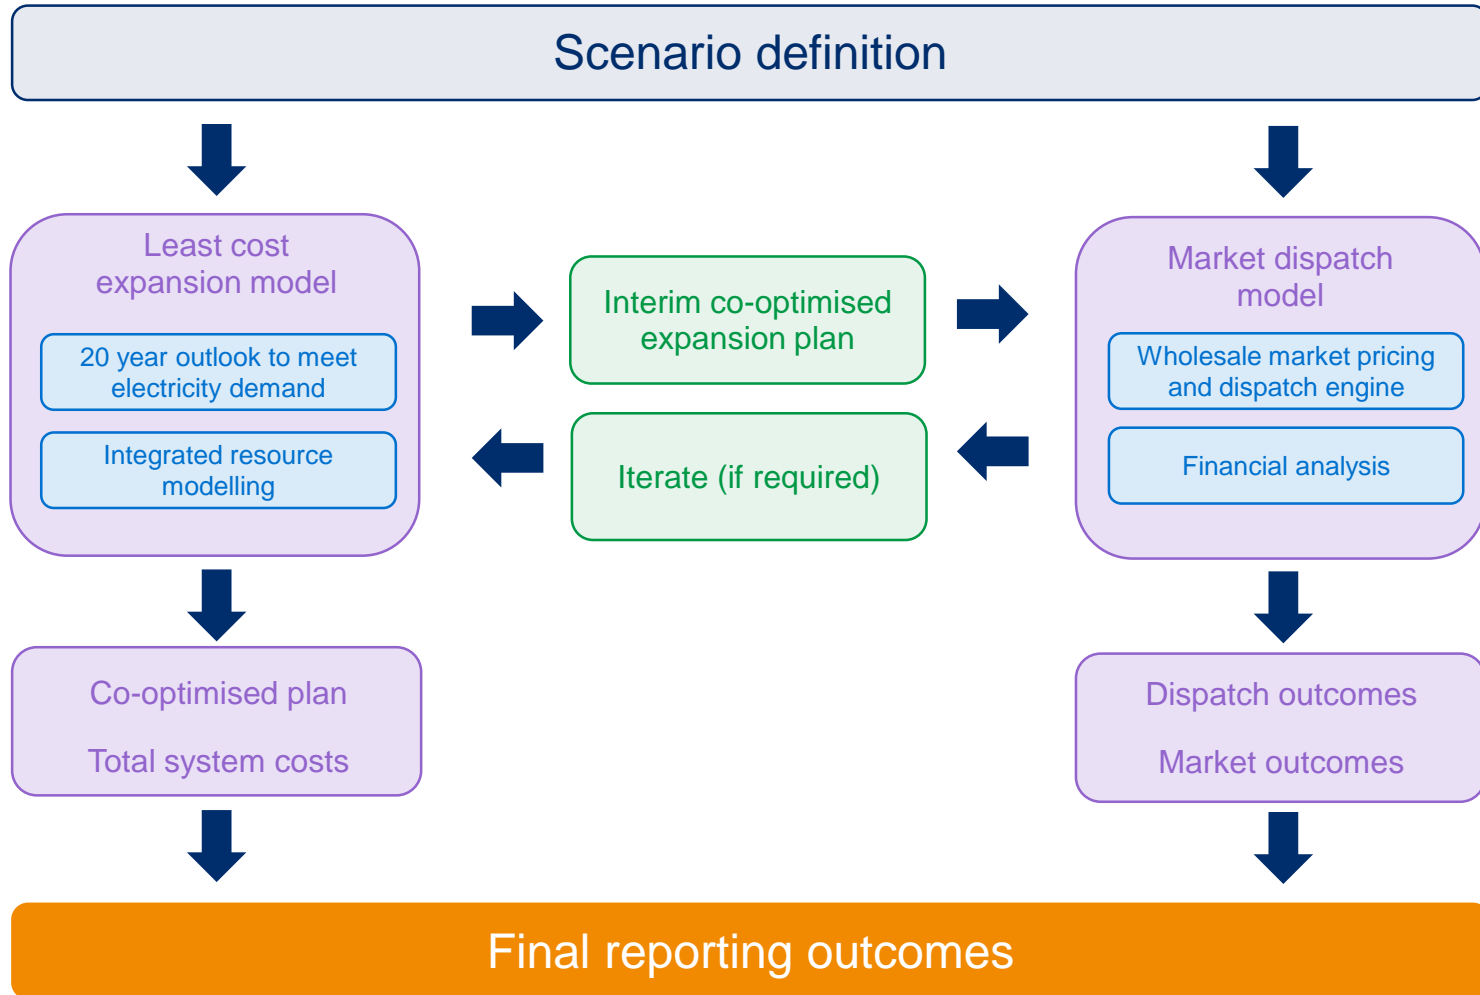 Scenario definition
Least cost
expansion model
20 year outlook to meet
electricity demand
Integrated resource
modelling
Interim co-optimised
expansion plan
Iterate (if required)
Market dispatch
model
Wholesale market pricing
and dispatch engine
Financial analysis
Co-optimised plan
Total system costs
Dispatch outcomes
Market outcomes
Final reporting outcomes